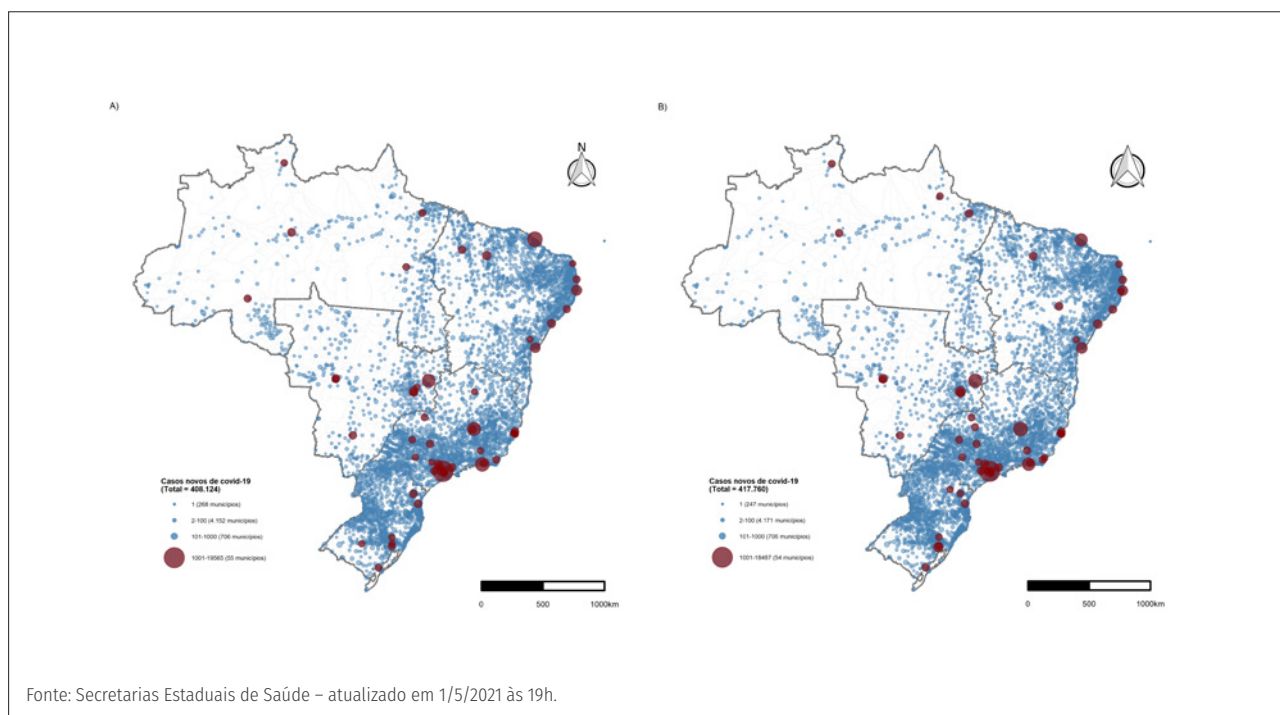 A)
B)
N
Casos novos de covid-19
(Total = 408.124)
1 (268 municípios)
2-100 (4.152 municípios)
101-1000 (706 municípios)
1001-19565 (55 municípios)
0 500 1000km
Casos novos de covid-19
(Total = 417.760)
1 (247 municípios)
2-100 (4.171 municípios)
101-1000 (706 municípios)
1001-18487 (54 municípios)
0 500 1000km
Fonte: Secretarias Estaduais de Saúde – atualizado em 1/5/2021 às 19h.